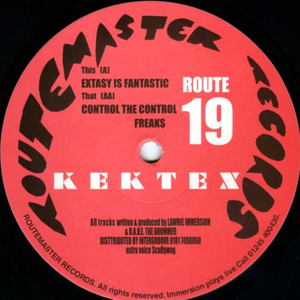 ROUTEMASTER RECORDS
This (A)
EXTASY IS FANTASTIC
That (AA)
CONTROL THE CONTROL
FREAKS
ROUTE
19
KEKTEX
All tracks written & produced by LAWRIE IMMERSION
& D.A.V.E. THE DRUMMER
DISTRIBUTED BY INTERGROOVE 0181 7498860
extra voice Scallywag
ROUTEMASTER RECORDS. All rights reserved. Immersion plays live Call 01245 400430.